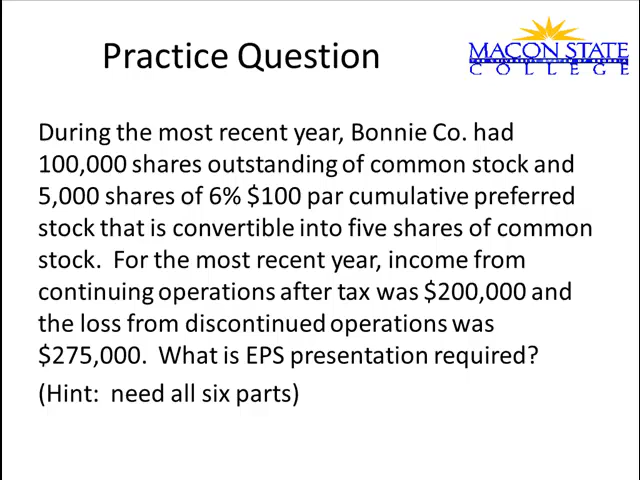 Practice Question
MACON STATE
COLLEGE
During the most recent year, Bonnie Co. had
100,000 shares outstanding of common stock and
5,000 shares of 6% $100 par cumulative preferred
stock that is convertible into five shares of common
stock.  For the most recent year, income from
continuing operations after tax was $200,000 and
the loss from discontinued operations was
$275,000.  What is EPS presentation required?
(Hint:  need all six parts)